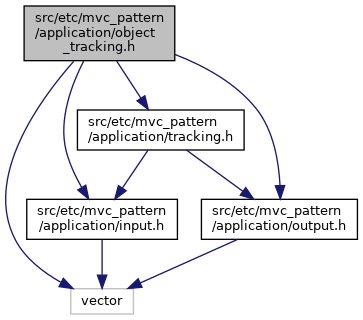 src/etc/mvc_pattern
/application/object
_tracking.h
src/etc/mvc_pattern
/application/tracking.h
src/etc/mvc_pattern
/application/input.h
src/etc/mvc_pattern
/application/output.h
vector